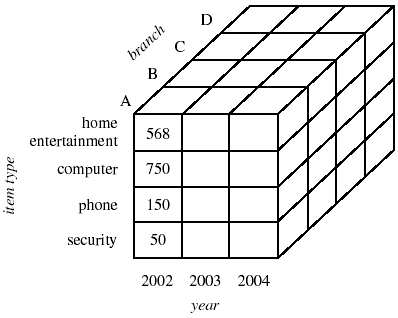 D
branch
C
B
A
home
entertainment
568
computer
750
phone
150
security
50
item type
2002 2003 2004
year